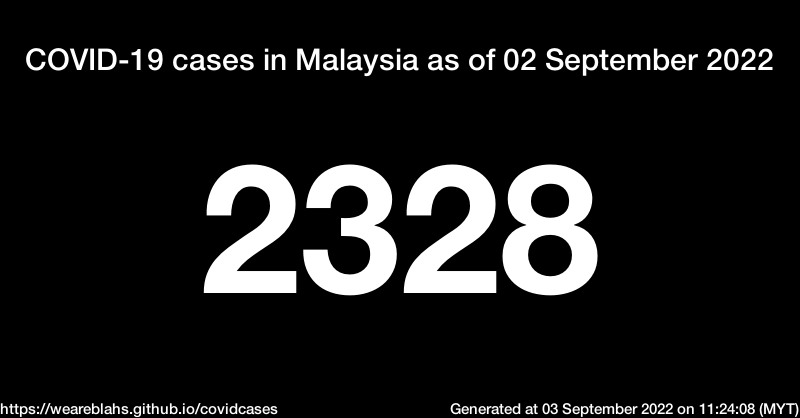 COVID-19 cases in Malaysia as of 02 September 2022
2328
https://weareblahs.github.io/covidcases
Generated at 03 September 2022 on 11:24:08 (MYT)